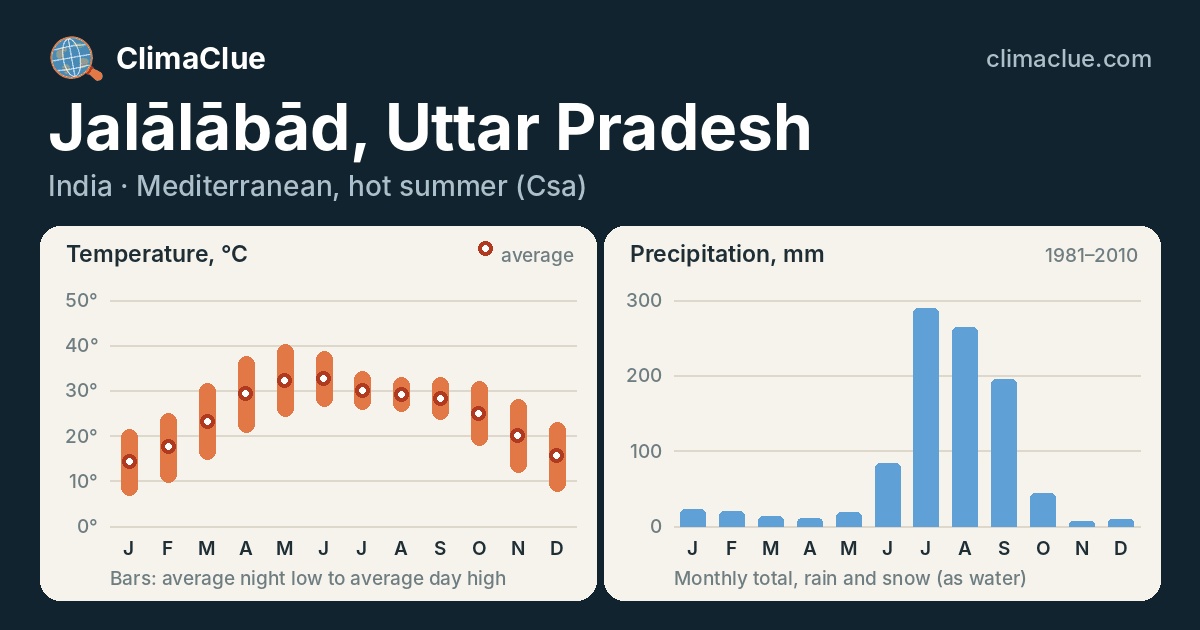 ClimaClue
climaclue.com
Jalālābād, Uttar Pradesh
India · Mediterranean, hot summer (Csa)
Temperature, °C
average
50°
40°
30°
20°
10°
0°
J F M A M J J A S O N D
Bars: average night low to average day high
Precipitation, mm
1981–2010
300
200
100
0
J F M A M J J A S O N D
Monthly total, rain and snow (as water)